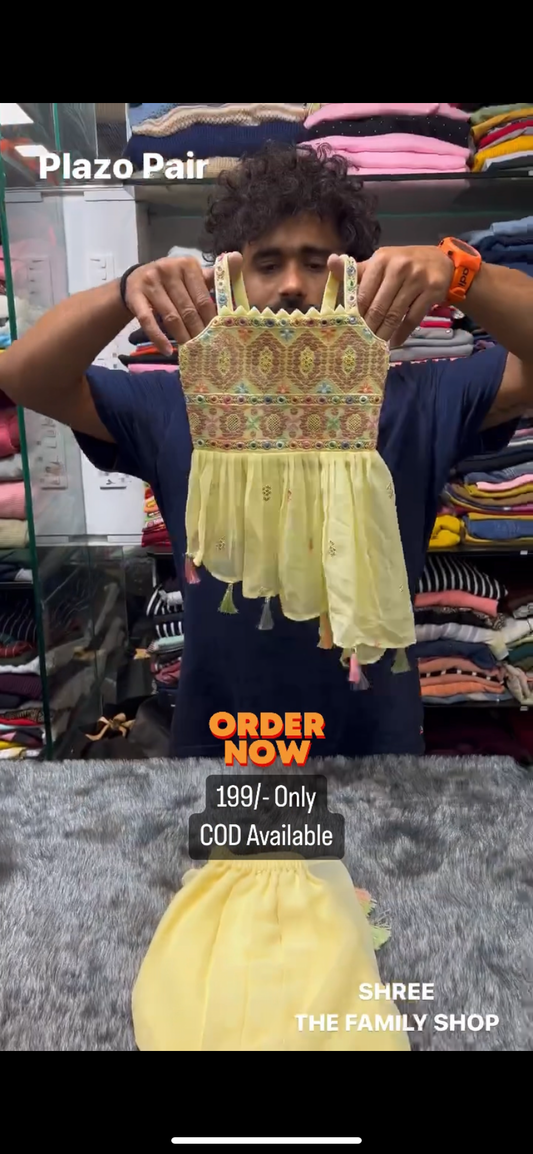 Plazo Pair
ORDER
NOW
199/- Only
COD Available
SHREE
THE FAMILY SHOP